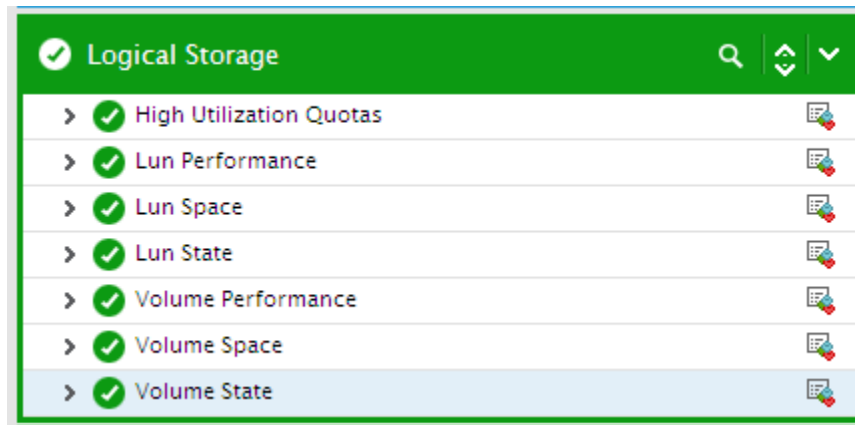 Logical Storage
High Utilization Quotas
Lun Performance
Lun Space
Lun State
Volume Performance
Volume Space
Volume State